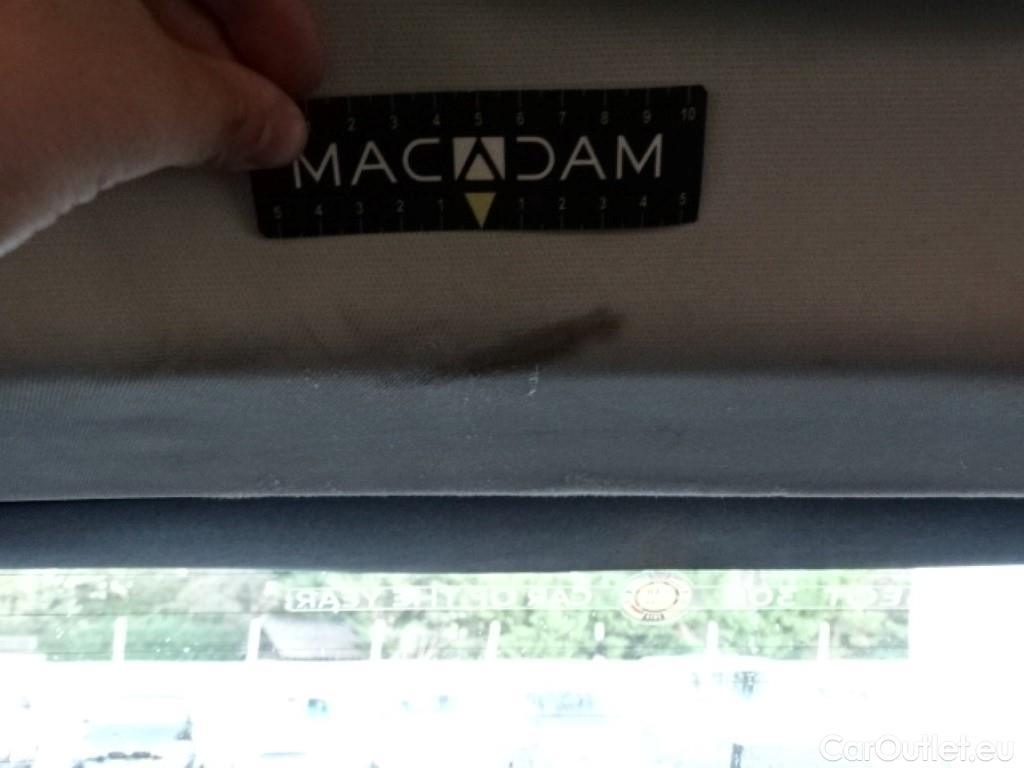 2 3 4 5 6 7 8 9 10
MACADAM
5 4 3 2 1 1 2 3 4 5
CAR OF THE YEAR!
CarOutlet.eu